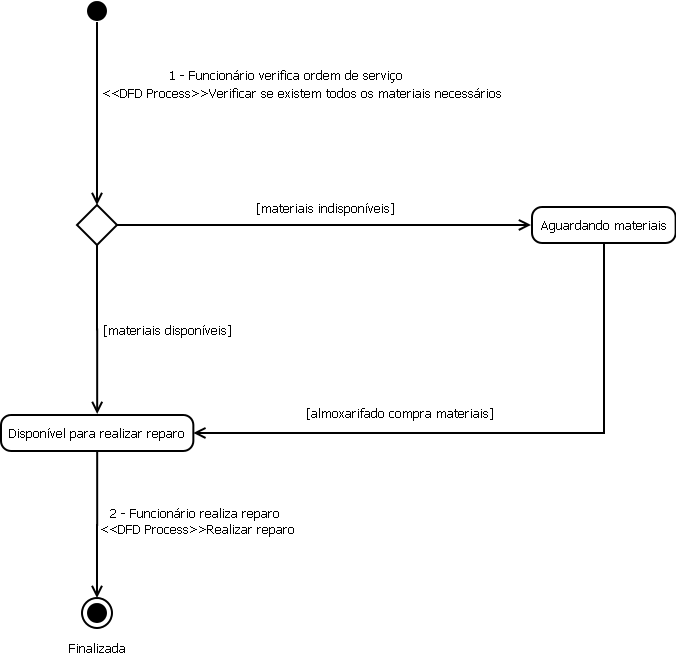 1 - Funcionário verifica ordem de serviço
<<DFD Process>>Verificar se existem todos os materiais necessários
[materiais indisponíveis]
Aguardando materiais
[materiais disponíveis]
[almoxarifado compra materiais]
Disponível para realizar reparo
2 - Funcionário realiza reparo
<<DFD Process>>Realizar reparo
Finalizada